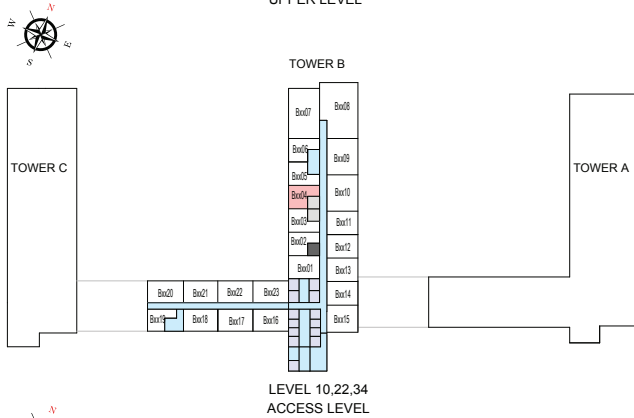 UPPER LEVEL
N
W
E
S
TOWER B
Bxx07
Bxx08
Bxx06
Bxx09
Bxx05
TOWER C
TOWER A
Bxx04
Bxx10
Bxx03
Bxx11
Bxx02
Bxx12
Bxx01
Bxx13
Bxx20
Bxx21
Bxx22
Bxx23
Bxx14
Bxx19
Bxx18
Bxx17
Bxx16
Bxx15
LEVEL 10,22,34
ACCESS LEVEL
N